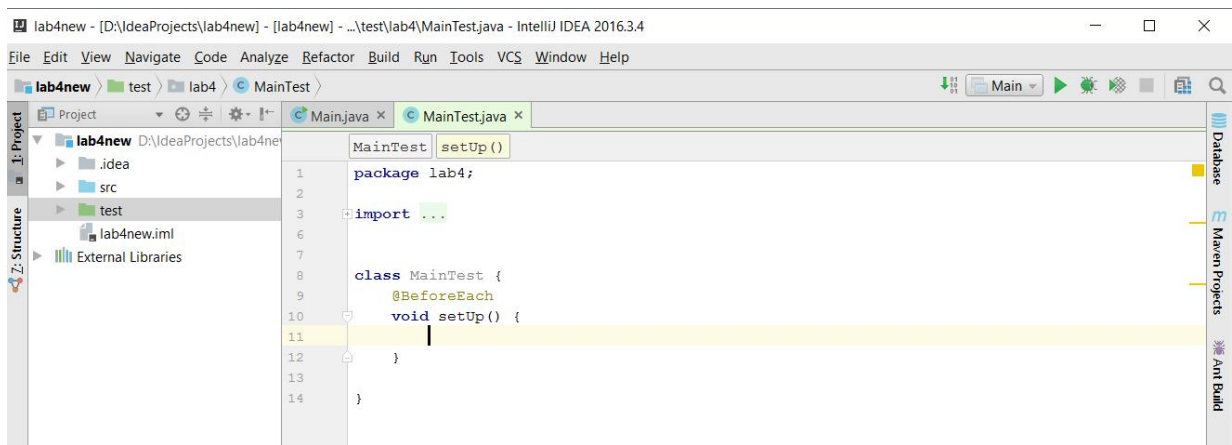 lab4new - [D:\IdeaProjects\lab4new] - [lab4new] - ...\test\lab4\MainTest.java - IntelliJ IDEA 2016.3.4
File Edit View Navigate Code Analyze Refactor Build Run Tools VCS Window Help
lab4new test lab4 MainTest Main
1: Project
Project
Main.java MainTest.java
lab4new D:\IdeaProjects\lab4ne
.idea
src
test
lab4new.iml
External Libraries
Z: Structure
MainTest setUp()
1 package lab4;
2
3 import ...
6
7
8 class MainTest {
9 @BeforeEach
10 void setUp() {
11
12 }
13
14 }
Database
m Maven Projects
Ant Build